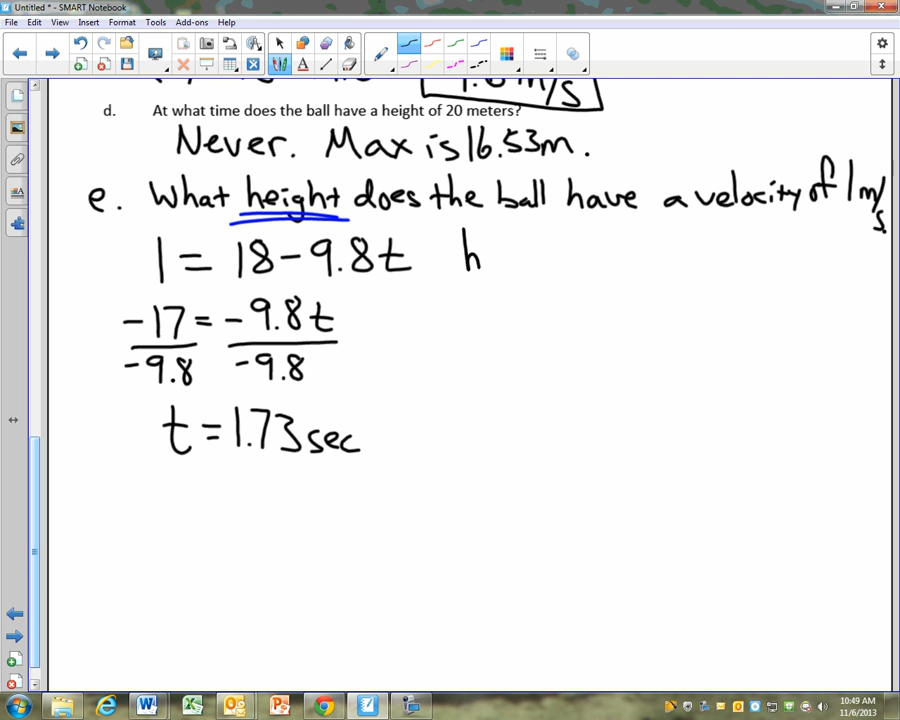 Untitled * - SMART Notebook
File Edit View Insert Format Tools Add-ons Help
d. At what time does the ball have a height of 20 meters?
Never. Max is 16.53m.
e. What height does the ball have a velocity of 1 m/s.
1 = 18 - 9.8t h
-17 = -9.8t
-9.8 -9.8
t = 1.73 sec
10:49 AM
11/6/2013